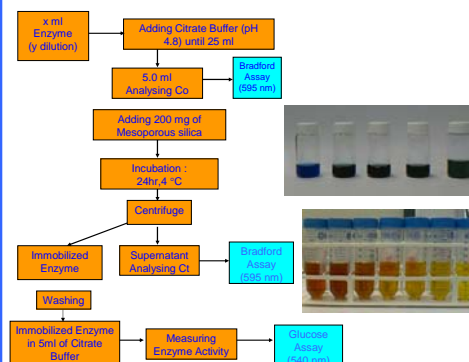 x ml
Enzyme
(y dilution)
Adding Citrate Buffer (pH
4.8) until 25 ml
5.0 ml
Analysing Co
Bradford
Assay
(595 nm)
Adding 200 mg of
Mesoporous silica
Incubation :
24hr,4 °C
Centrifuge
Immobilized
Enzyme
Supernatant
Analysing Ct
Bradford
Assay
(595 nm)
Washing
Immobilized Enzyme
in 5ml of Citrate
Buffer
Measuring
Enzyme Activity
Glucose
Assay
(540 nm)